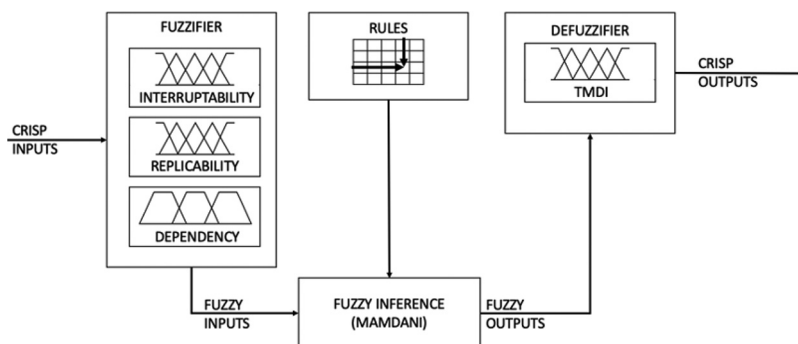 FUZZIFIER
INTERRUPTABILITY
REPLICABILITY
DEPENDENCY
CRISP
INPUTS
RULES
DEFUZZIFIER
TMDI
CRISP
OUTPUTS
FUZZY
INPUTS
FUZZY INFERENCE
(MAMDANI)
FUZZY
OUTPUTS